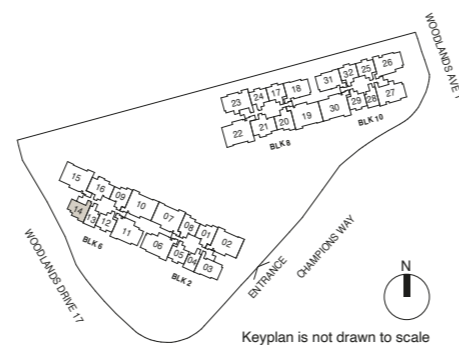 WOODLANDS AVE
31 32 25 26
23 24 17 18
22 21 20 19 30 29 28 27
BLK 8
BLK 10
15 16 09 10 07 08 01 02
14 13 12 11 06 05 04 03
BLK 6
BLK 2
WOODLANDS DRIVE 17
ENTRANCE
CHAMPIONS WAY
N
Keyplan is not drawn to scale